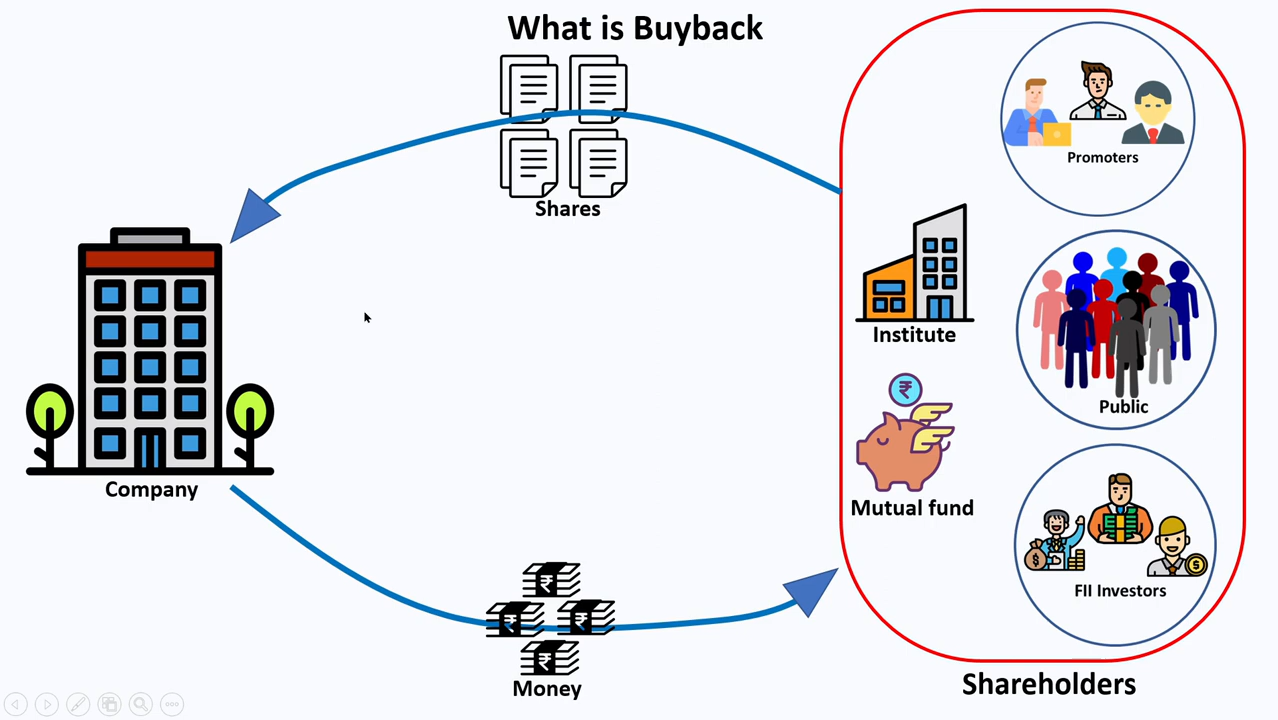 What is Buyback
Shares
Promoters
Institute
Public
Company
Mutual fund
FII Investors
Money
Shareholders